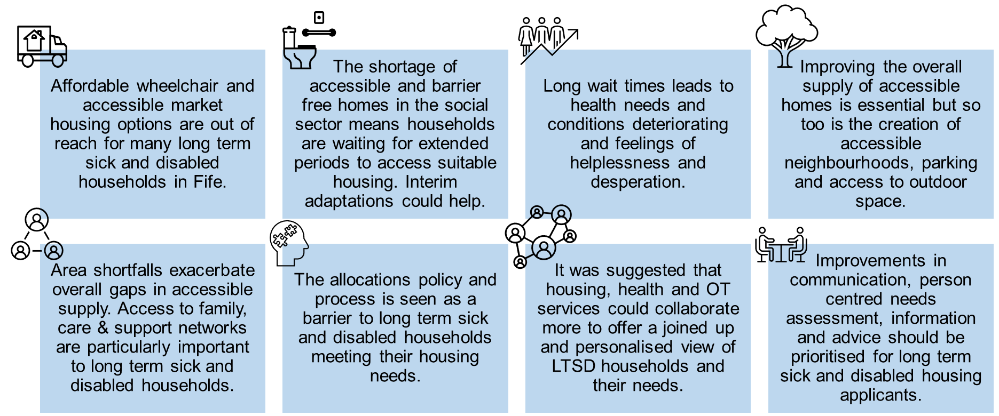 Affordable wheelchair and
accessible market
housing options are out of
reach for many long term
sick and disabled
households in Fife.
The shortage of
accessible and barrier
free homes in the social
sector means households
are waiting for extended
periods to access suitable
housing. Interim
adaptations could help.
Long wait times leads to
health needs and
conditions deteriorating
and feelings of
helplessness and
desperation.
Improving the overall
supply of accessible
homes is essential but so
too is the creation of
accessible
neighbourhoods, parking
and access to outdoor
space.
Area shortfalls exacerbate
overall gaps in accessible
supply. Access to family,
care & support networks
are particularly important
to long term sick and
disabled households.
The allocations policy and
process is seen as a
barrier to long term sick
and disabled households
meeting their housing
needs.
It was suggested that
housing, health and OT
services could collaborate
more to offer a joined up
and personalised view of
LTSD households and
their needs.
Improvements in
communication, person
centred needs
assessment, information
and advice should be
prioritised for long term
sick and disabled housing
applicants.